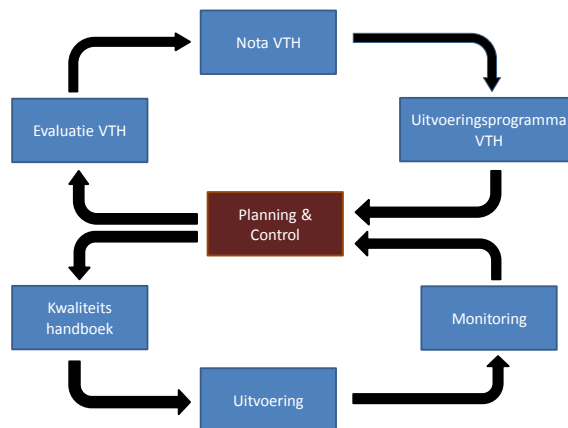 Nota VTH
Evaluatie VTH
Uitvoeringsprogramma
VTH
Planning &
Control
Kwaliteits
handboek
Monitoring
Uitvoering